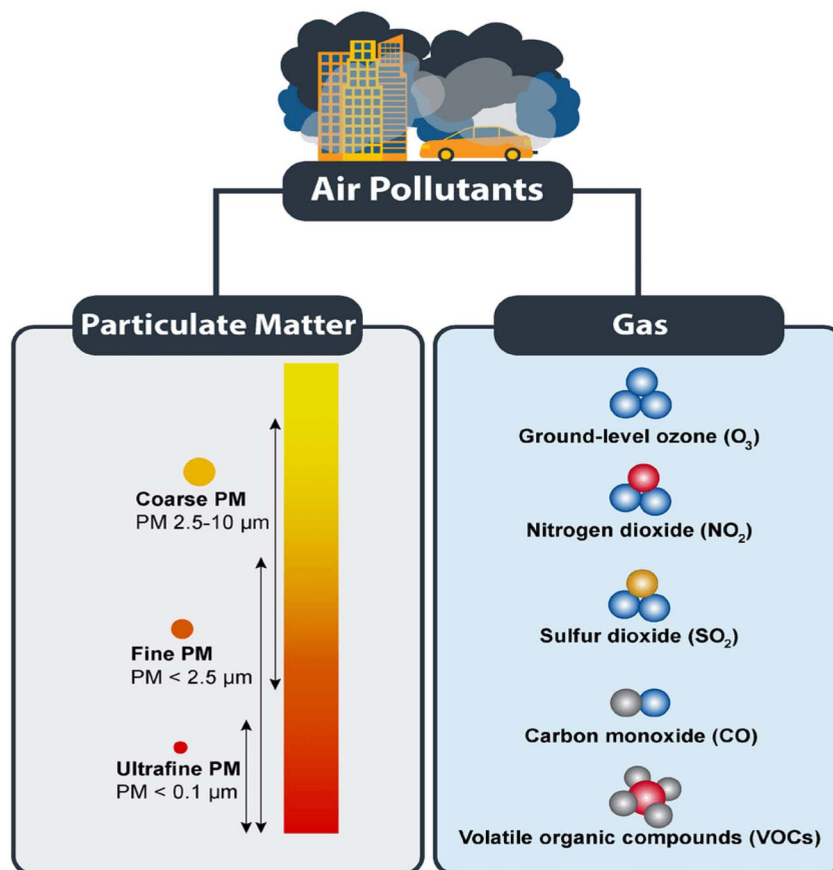 Air Pollutants
Particulate Matter
Coarse PM
PM 2.5-10 µm
Fine PM
PM < 2.5 µm
Ultrafine PM
PM < 0.1 µm
Gas
Ground-level ozone (O₃)
Nitrogen dioxide (NO₂)
Sulfur dioxide (SO₂)
Carbon monoxide (CO)
Volatile organic compounds (VOCs)